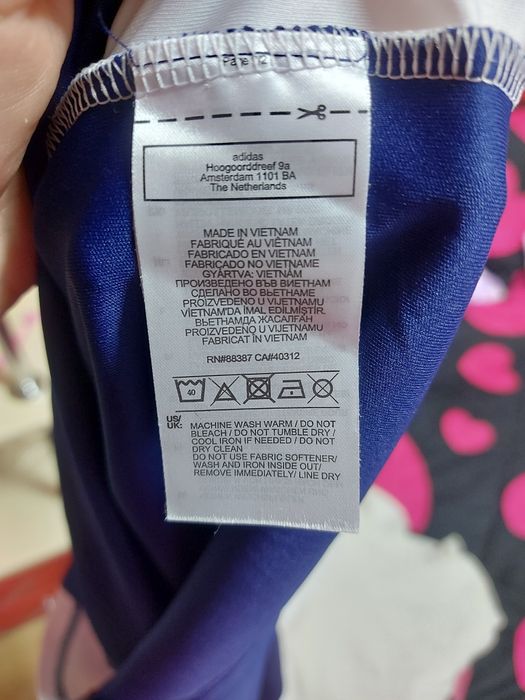 adidas
Hoogoorddreef 9a
Amsterdam 1101 BA
The Netherlands
MADE IN VIETNAM
FABRIQUÉ AU VIÊTNAM
FABRICADO EN VIETNAM
FABRICADO NO VIETNAME
GYÁRTVA: VIETNÁM
ПРОИЗВЕДЕНО ВЪВ ВИЕТНАМ
СДЕЛАНО ВО ВЬЕТНАМЕ
PROIZVEDENO U VIJETNAMU
VİETNAM'DA İMAL EDİLMİŞTİR.
ВЬЕТНАМДА ЖАСАЛҒАН
PROIZVEDENO U VIJETNAMU
FABRICAT ÎN VIETNAM
RN#88387 CA#40312
40
US/
UK:
MACHINE WASH WARM / DO NOT
BLEACH / DO NOT TUMBLE DRY /
COOL IRON IF NEEDED / DO NOT
DRY CLEAN
DO NOT USE FABRIC SOFTENER/
WASH AND IRON INSIDE OUT/
REMOVE IMMEDIATELY/ LINE DRY